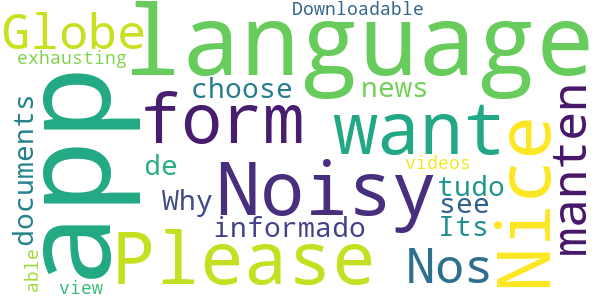 Downloadable
Globe
language
exhausting
app
choose
news
form
want
manten
documents
Nice
de
Noisy
videos
Why
tudo
see
informado
Its
Please
Nos
able
view